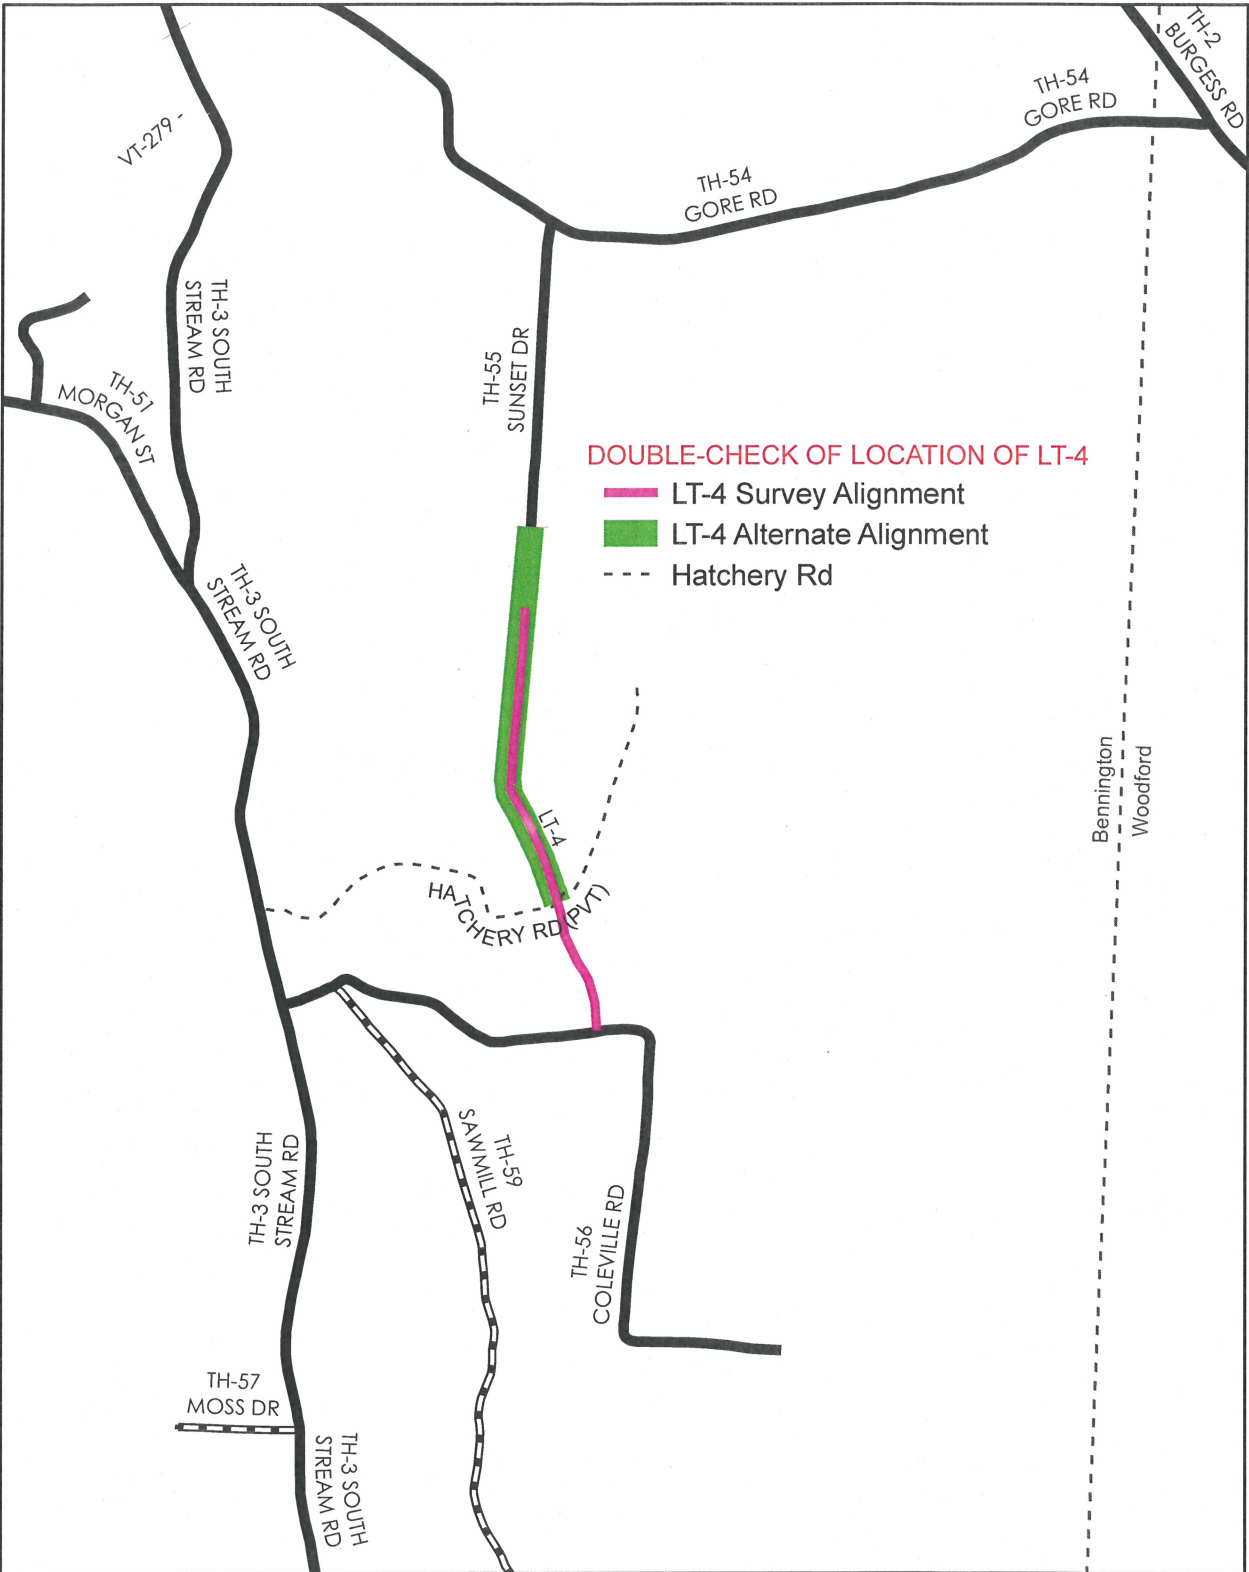 TH-2
BURGESS RD
TH-54
GORE RD
VT-279 -
TH-54
GORE RD
TH-3 SOUTH
STREAM RD
TH-55
SUNSET DR
TH-51
MORGAN ST
DOUBLE-CHECK OF LOCATION OF LT-4
LT-4 Survey Alignment
LT-4 Alternate Alignment
Hatchery Rd
TH-3 SOUTH
STREAM RD
Bennington
Woodford
LT-4
HATCHERY RD (PVT)
TH-3 SOUTH
STREAM RD
TH-59
SAWMILL RD
TH-56
COLEVILLE RD
TH-57
MOSS DR
TH-3 SOUTH
STREAM RD